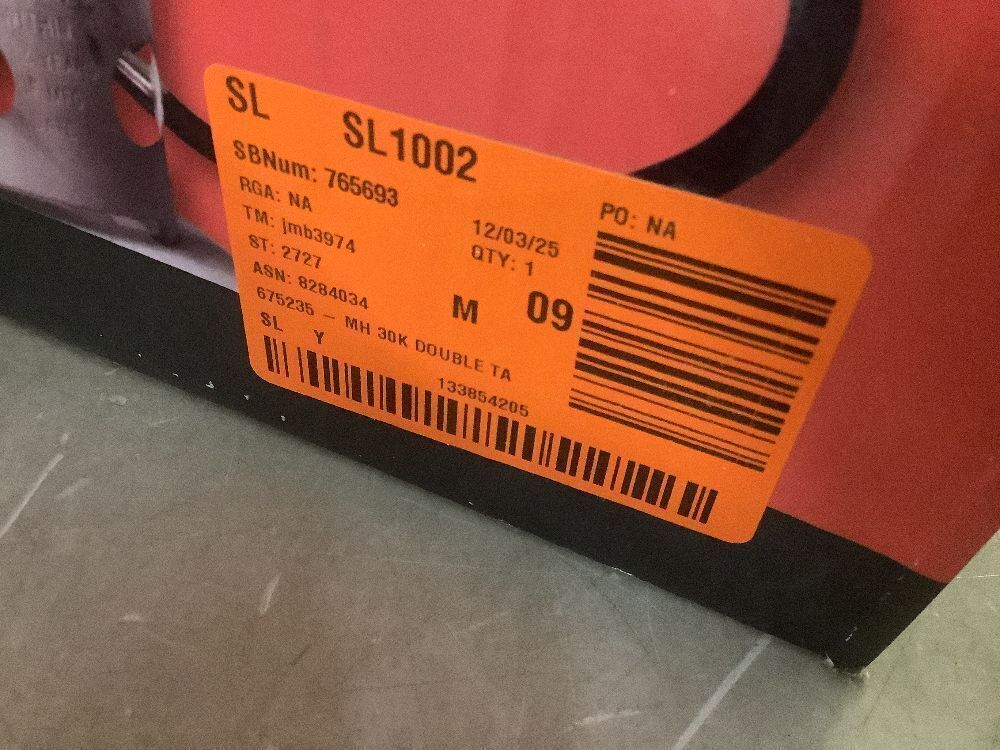 SL SL1002
SBNum: 765693
RGA: NA
TM: jmb3974
ST: 2727
ASN: 8284034
675235 - MH 30K DOUBLE TA
SL Y
133854205
12/03/25
QTY: 1
M 09
PO: NA